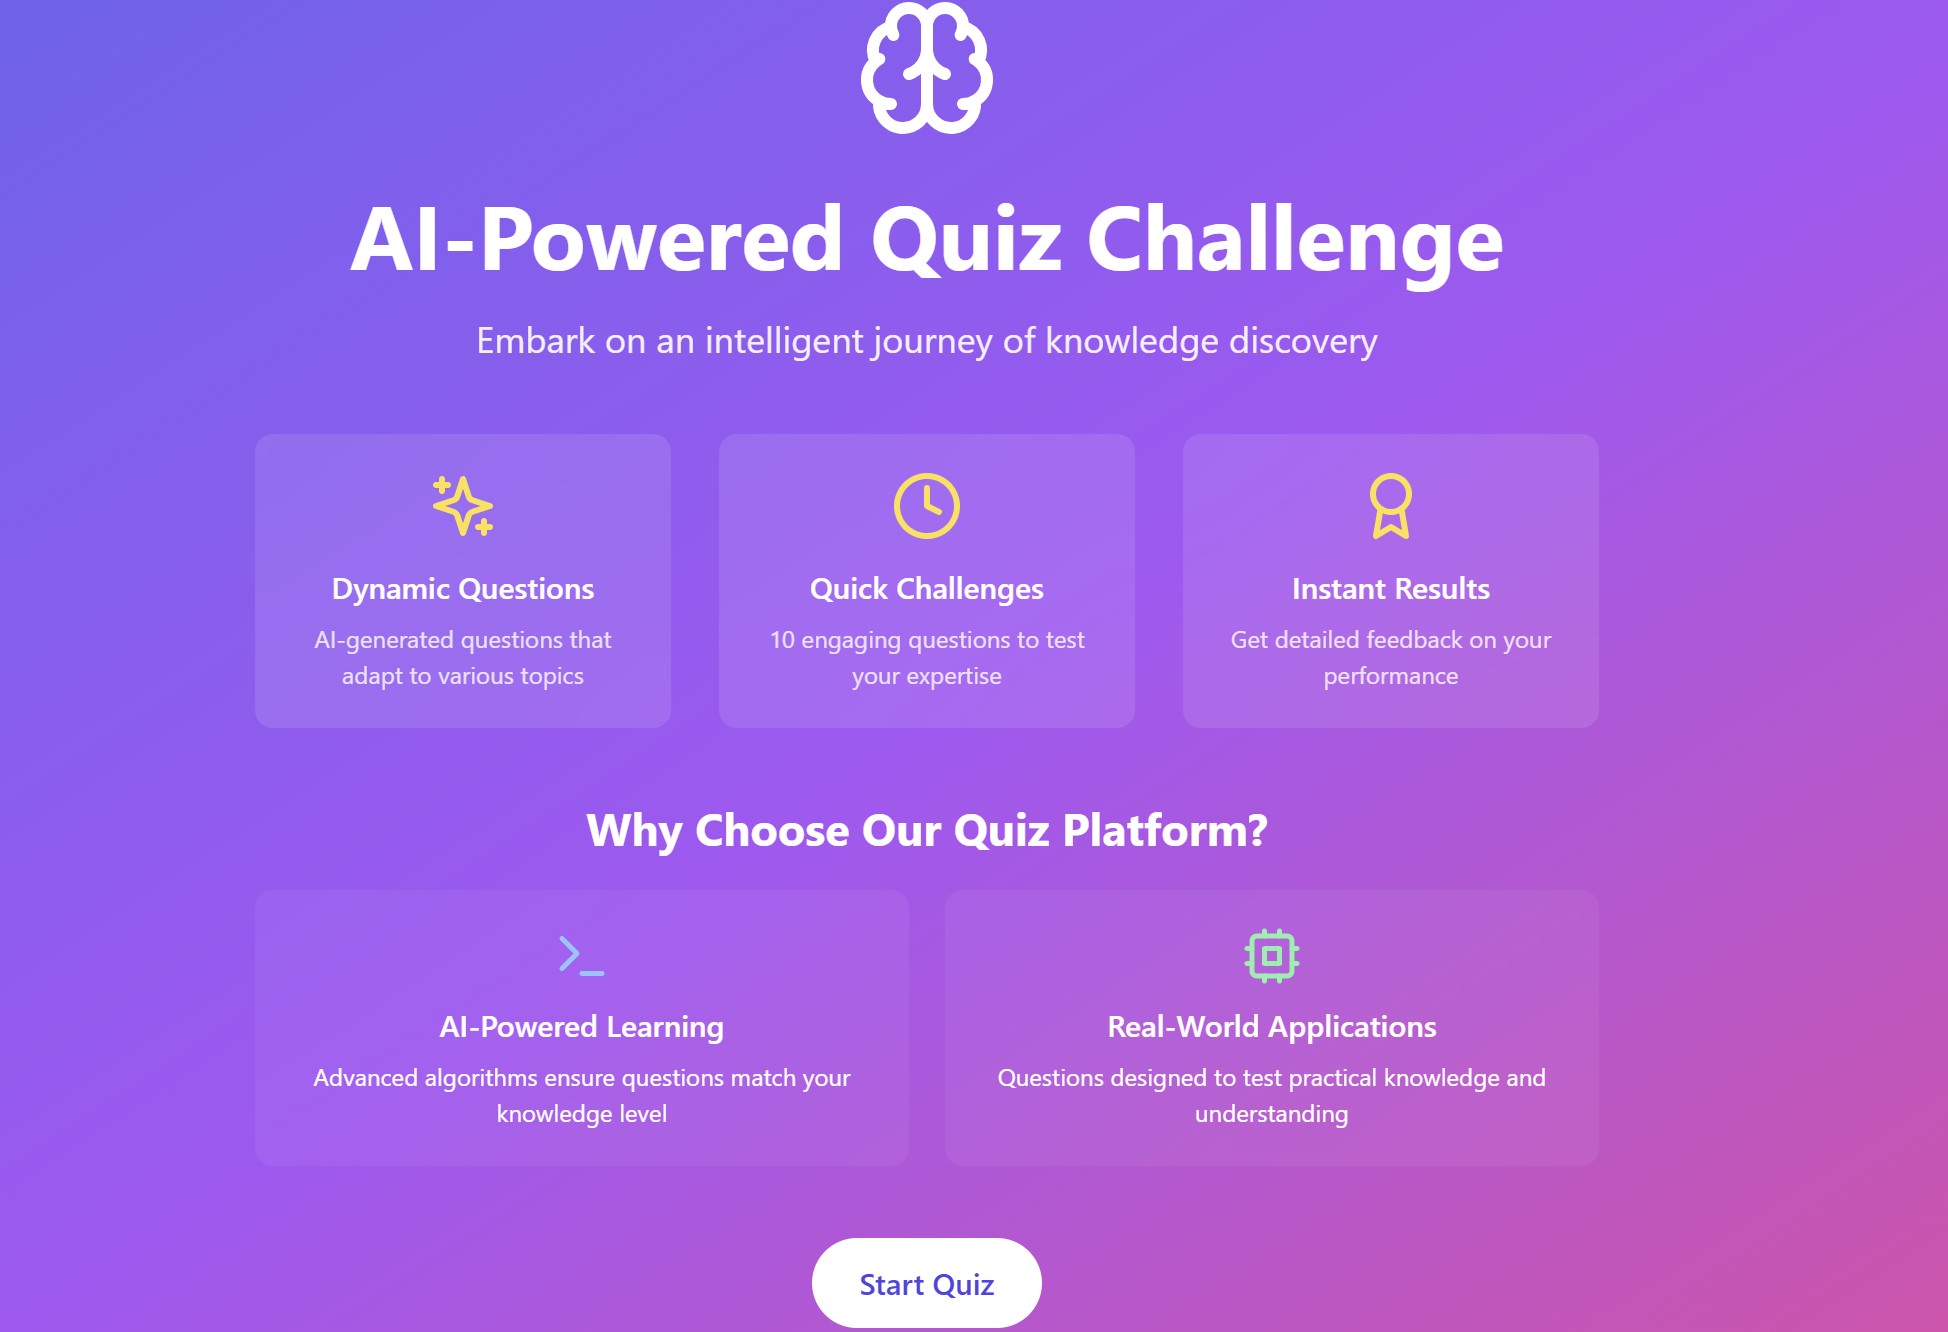 AI-Powered Quiz Challenge
Embark on an intelligent journey of knowledge discovery
Dynamic Questions
AI-generated questions that
adapt to various topics
Quick Challenges
10 engaging questions to test
your expertise
Instant Results
Get detailed feedback on your
performance
Why Choose Our Quiz Platform?
AI-Powered Learning
Advanced algorithms ensure questions match your
knowledge level
Real-World Applications
Questions designed to test practical knowledge and
understanding
Start Quiz